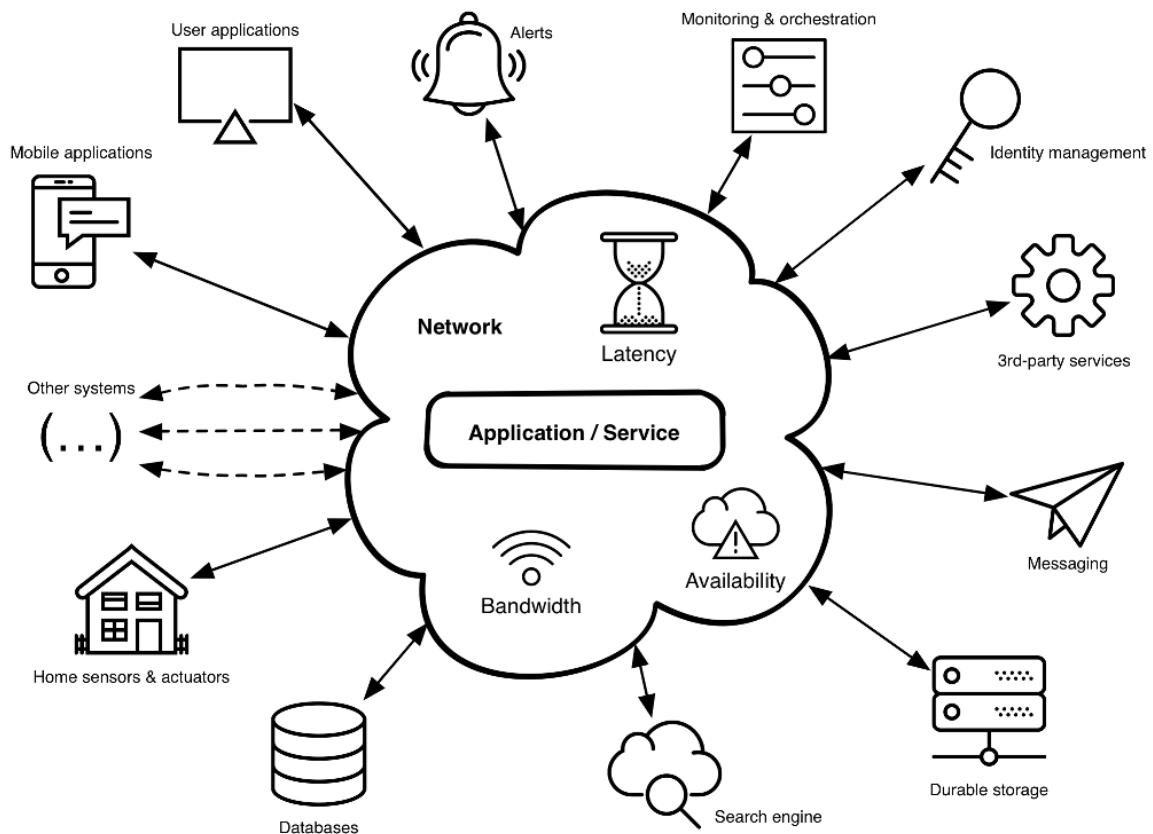 User applications
Alerts
Monitoring & orchestration
Mobile applications
Identity management
Network
Latency
3rd-party services
Other systems
(...)
Application / Service
Messaging
Availability
Bandwidth
Home sensors & actuators
Durable storage
Search engine
Databases